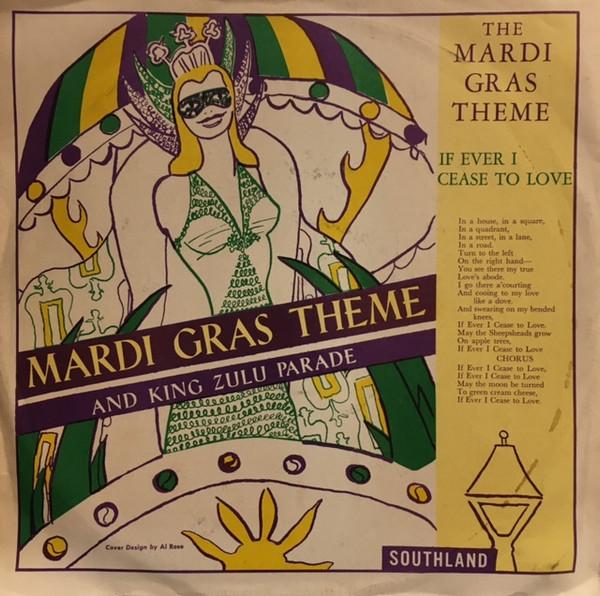 THE
MARDI
GRAS
THEME
IF EVER I
CEASE TO LOVE
In a house, in a square,
In a quadrant,
In a street, in a lane,
In a road.
Turn to the left
On the right hand—
You see there my true
Love's abode.
I go there a'courting
And cooing to my love
like a dove.
And swearing on my bended
knees,
If Ever I Cease to Love.
May the Sheepsheads grow
On apple trees,
If Ever I Cease to Love
CHORUS
If Ever I Cease to Love,
If Ever I Cease to Love
May the moon be turned
To green cream cheese,
If Ever I Cease to Love.
MARDI GRAS THEME
AND KING ZULU PARADE
Cover Design by Al Rose
SOUTHLAND